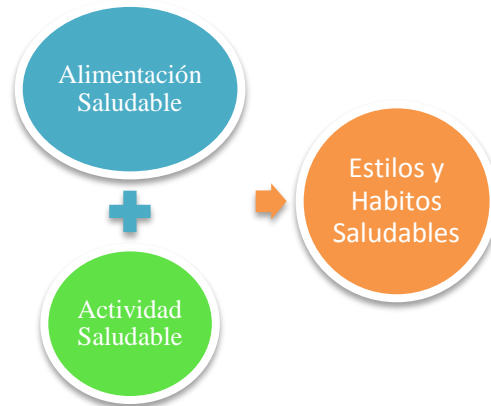 Alimentación
Saludable
Actividad
Saludable
Estilos y
Habitos
Saludables